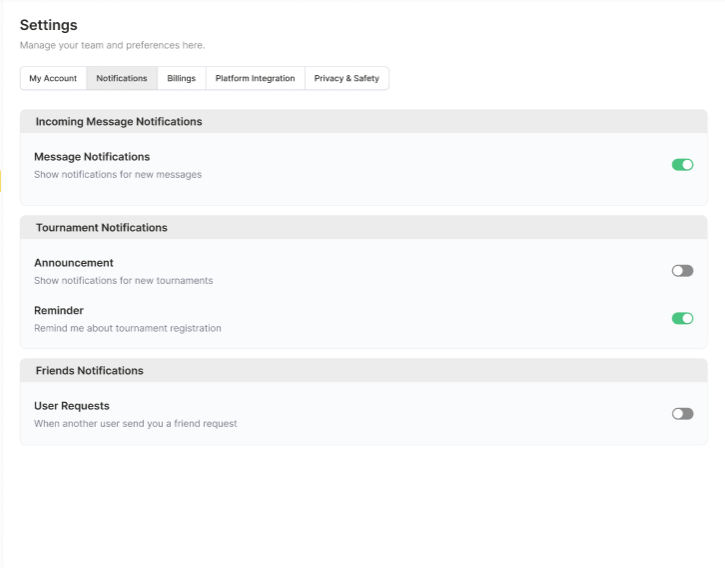 Settings
Manage your team and preferences here.
My Account Notifications Billings Platform Integration Privacy & Safety
Incoming Message Notifications
Message Notifications
Show notifications for new messages
Tournament Notifications
Announcement
Show notifications for new tournaments
Reminder
Remind me about tournament registration
Friends Notifications
User Requests
When another user send you a friend request